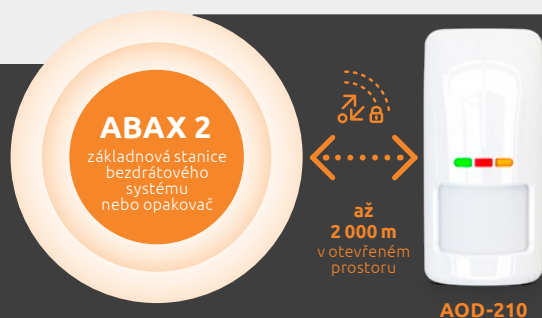 ABAX 2
základnová stanice
bezdrátového
systému
nebo opakovač
až
2 000 m
v otevřeném
prostoru
AOD-210